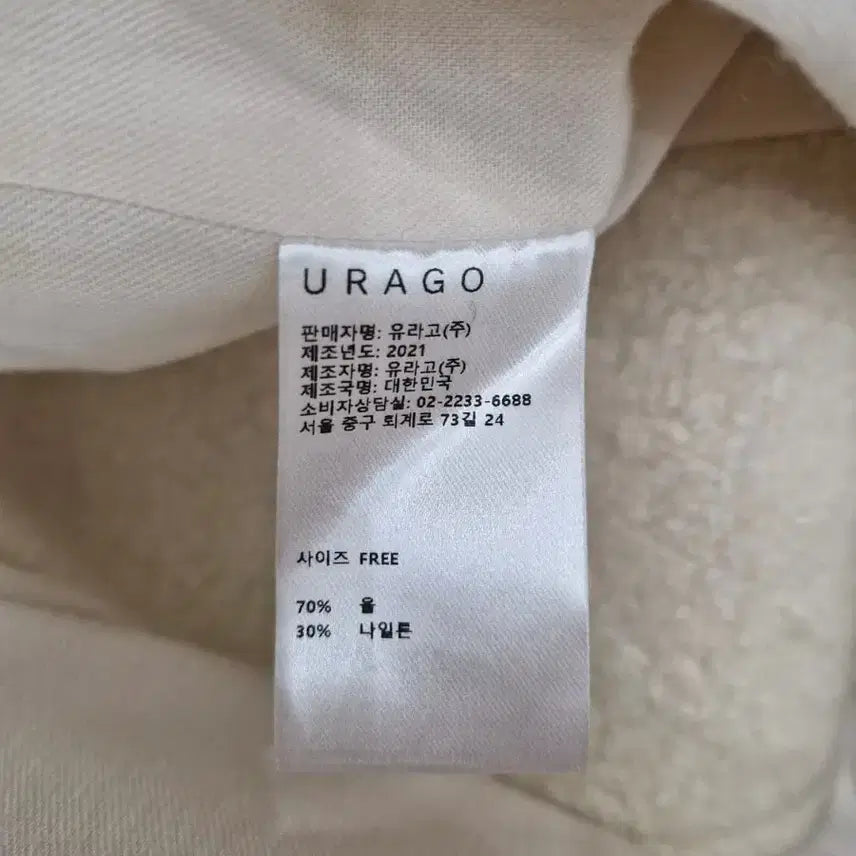 URAGO
판매자명: 유라고(주)
제조년도: 2021
제조자명: 유라고(주)
제조국명: 대한민국
소비자상담실: 02-2233-6688
서울 중구 퇴계로 73길 24
사이즈 FREE
70% 울
30% 나일론